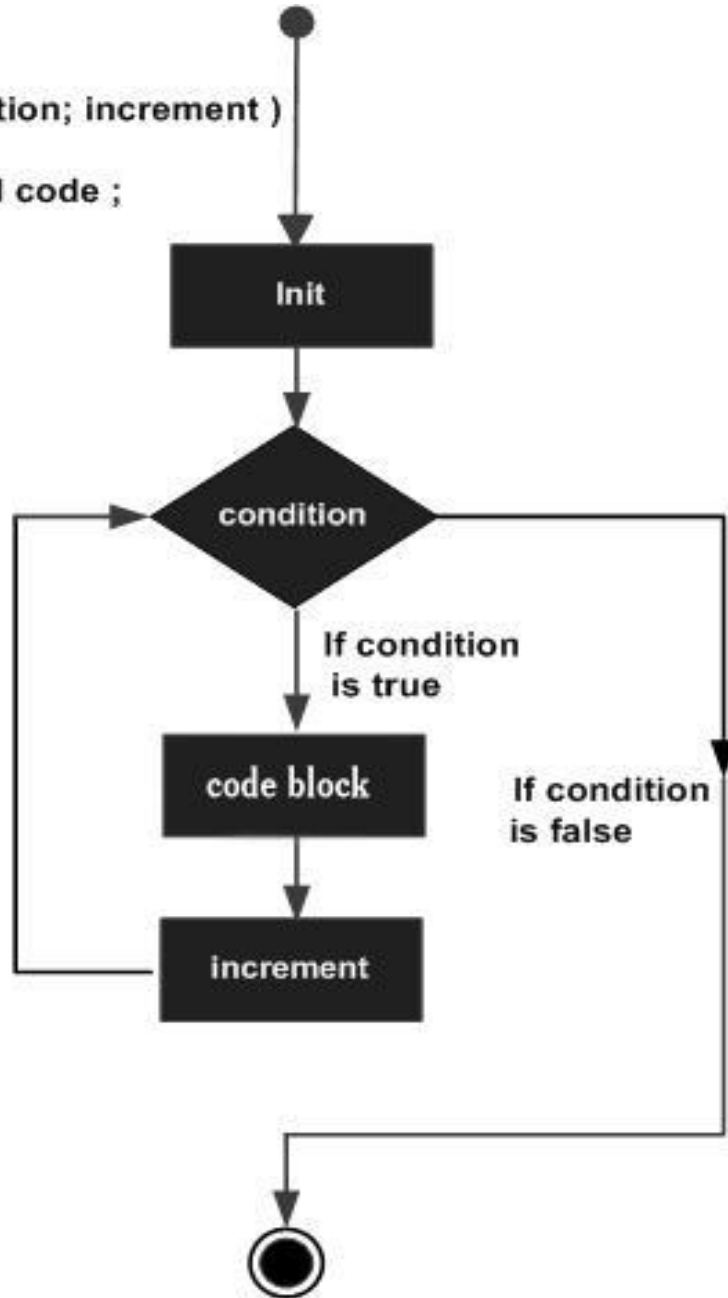 tion; increment )
code ;
Init
condition
If condition
is true
code block
If condition
is false
increment